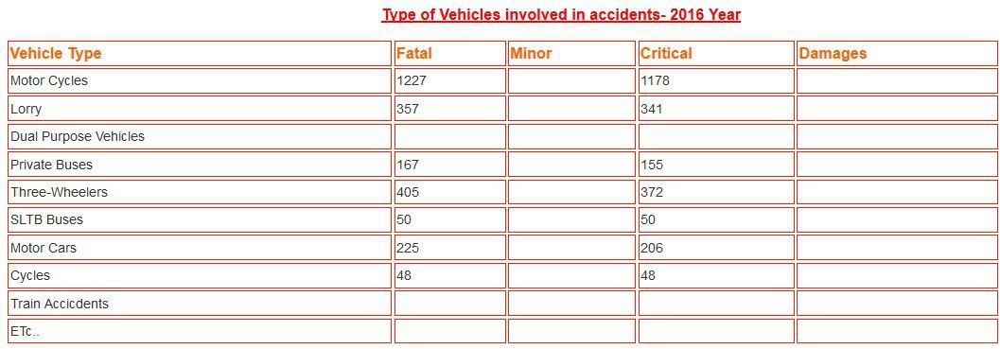 Type of Vehicles involved in accidents- 2016 Year
Vehicle Type Fatal Minor Critical Damages
Motor Cycles 1227 1178
Lorry 357 341
Dual Purpose Vehicles
Private Buses 167 155
Three-Wheelers 405 372
SLTB Buses 50 50
Motor Cars 225 206
Cycles 48 48
Train Accicdents
ETc..